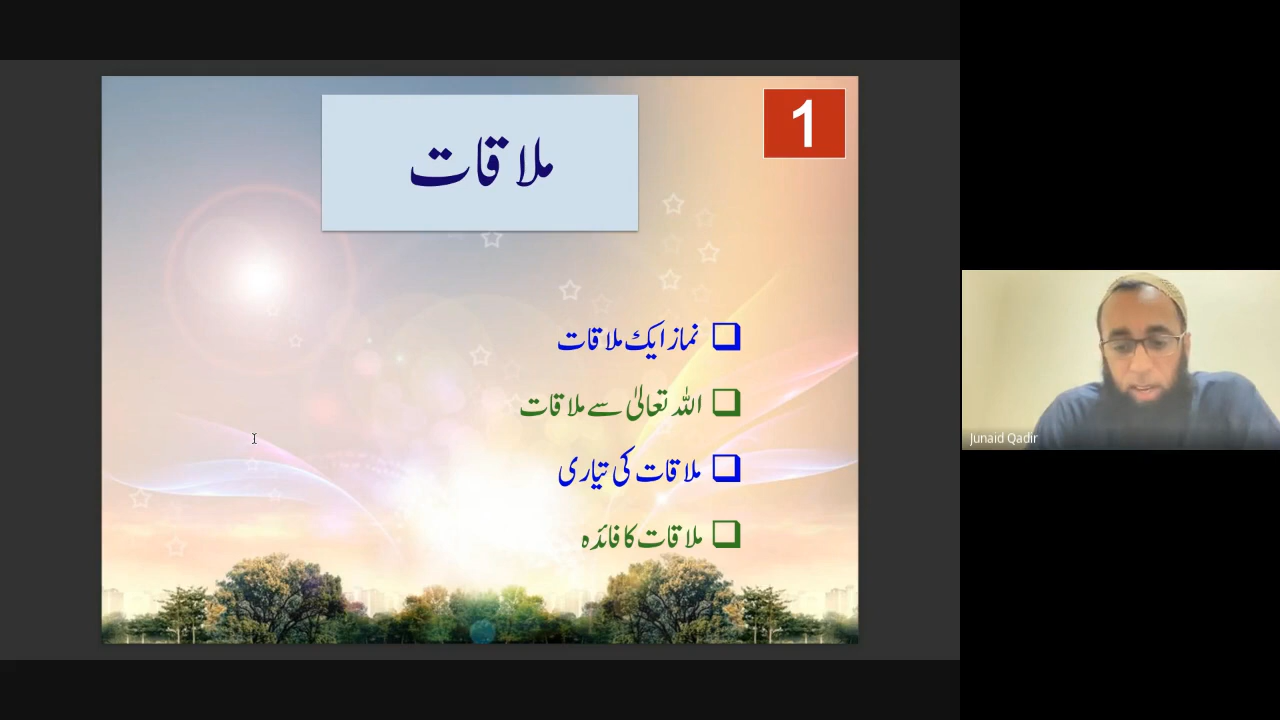 1
ملاقات
نماز ایک ملاقات
اللہ تعالیٰ سے ملاقات
ملاقات کی تیاری
ملاقات کا فائدہ
Junaid Qadir